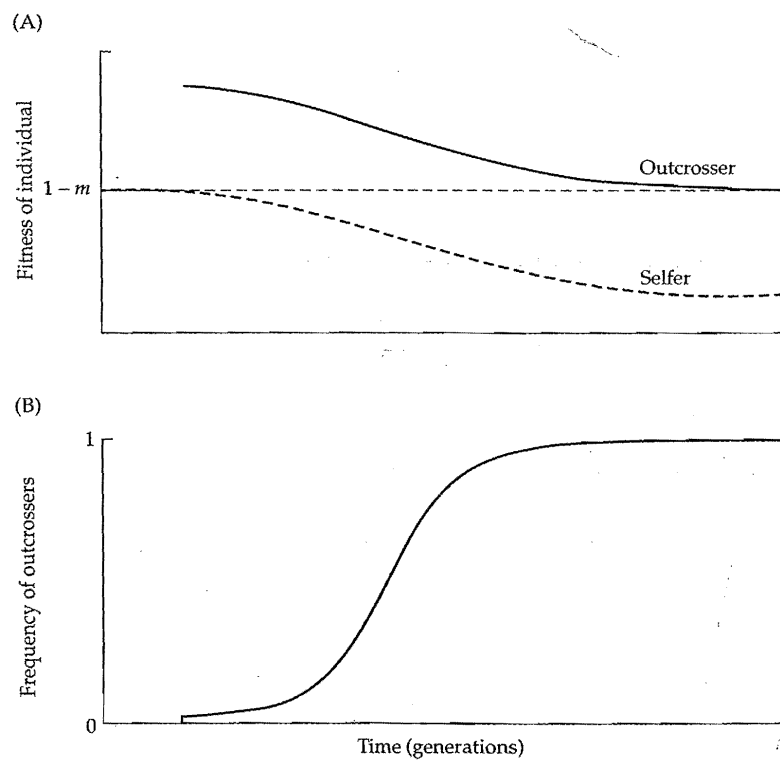 (A)
Fitness of individual
1 – m
Outcrosser
Selfer
(B)
Frequency of outcrossers
1
0
Time (generations)